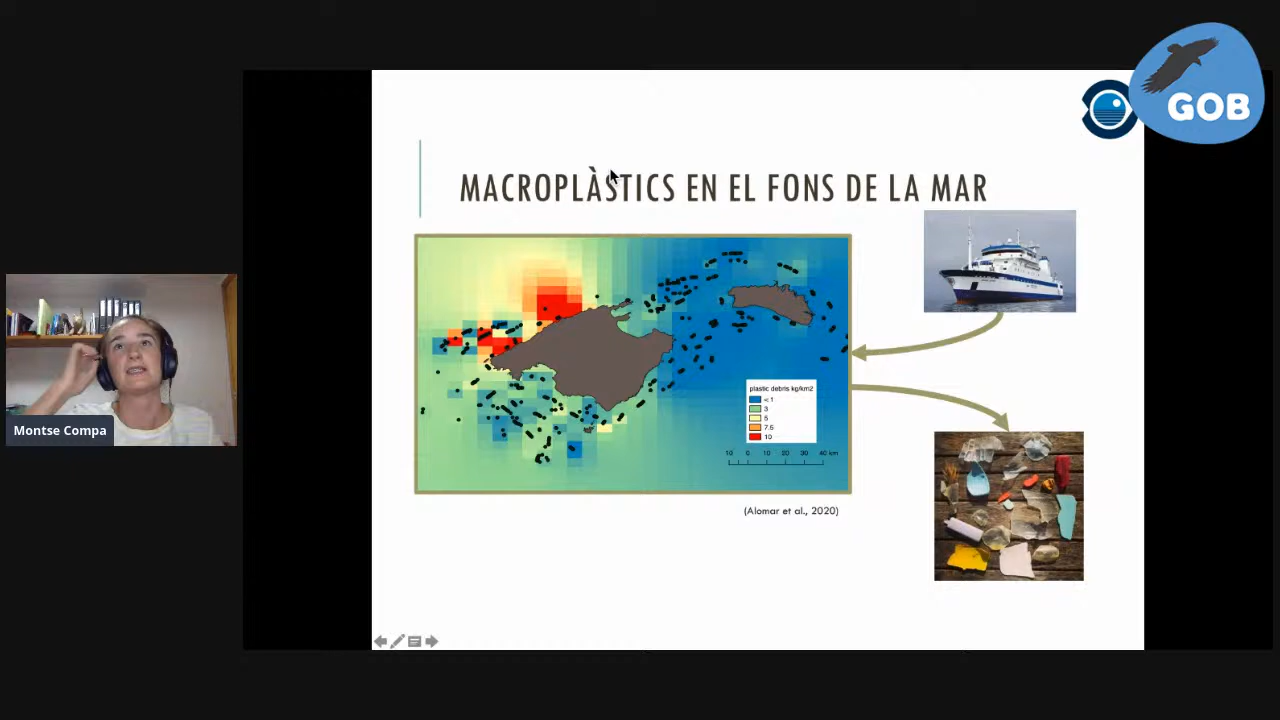 GOB
MACROPLÀSTICS EN EL FONS DE LA MAR
Montse Compa
plastic debris kg/km2
< 1
3
5
7.5
10
10 0 10 20 30 40 km
(Alomar et al., 2020)